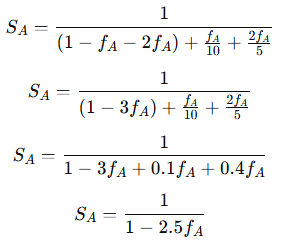 S_A = \frac{1}{(1 - f_A - 2f_A) + \frac{f_A}{10} + \frac{2f_A}{5}}
S_A = \frac{1}{(1 - 3f_A) + \frac{f_A}{10} + \frac{2f_A}{5}}
S_A = \frac{1}{1 - 3f_A + 0.1f_A + 0.4f_A}
S_A = \frac{1}{1 - 2.5f_A}